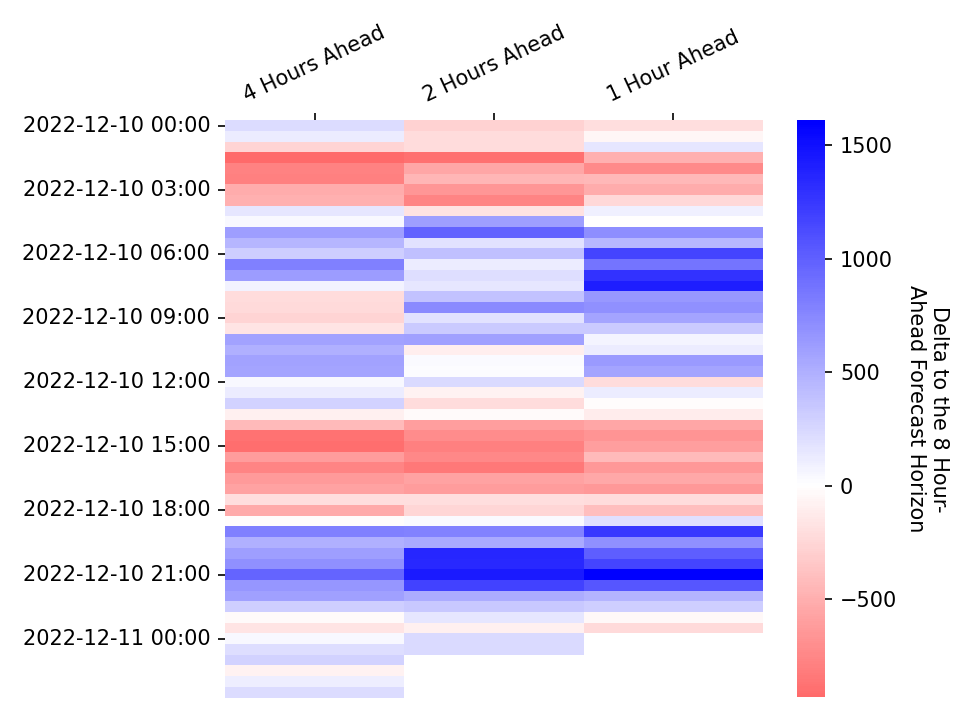 4 Hours Ahead
2 Hours Ahead
1 Hour Ahead
2022-12-10 00:00
2022-12-10 03:00
2022-12-10 06:00
2022-12-10 09:00
2022-12-10 12:00
2022-12-10 15:00
2022-12-10 18:00
2022-12-10 21:00
2022-12-11 00:00
1500
1000
500
0
−500
Delta to the 8 Hour-
Ahead Forecast Horizon